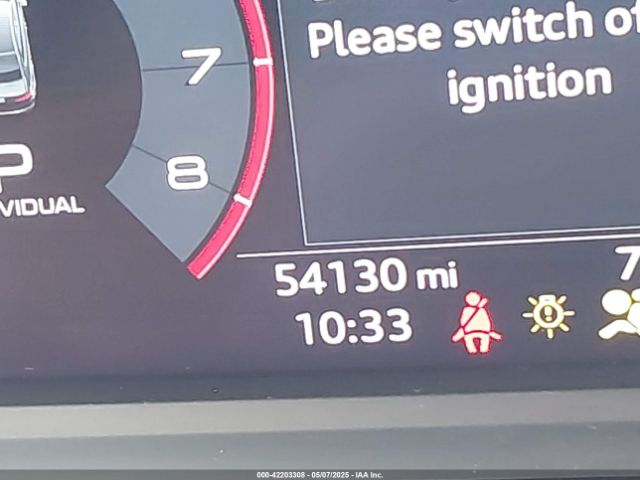 Please switch of
ignition
7
8
P
VIDUAL
54130 mi
7
10:33
000-42203308 - 05/07/2025 - IAA Inc.